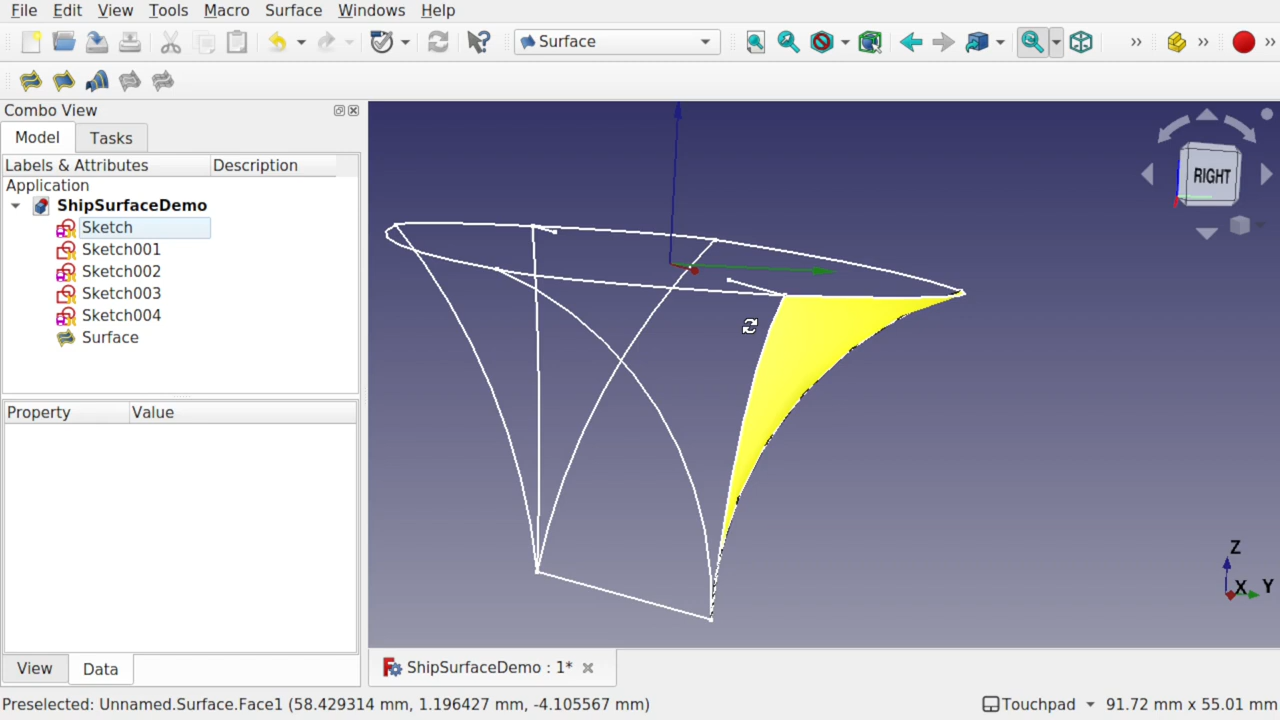 File Edit View Tools Macro Surface Windows Help
Surface
Combo View
Model Tasks
Labels & Attributes Description
Application
ShipSurfaceDemo
Sketch
Sketch001
Sketch002
Sketch003
Sketch004
Surface
Property Value
View Data
RIGHT
Z
X Y
ShipSurfaceDemo : 1*
Preselected: Unnamed.Surface.Face1 (58.429314 mm, 1.196427 mm, -4.105567 mm)
Touchpad 91.72 mm x 55.01 mm